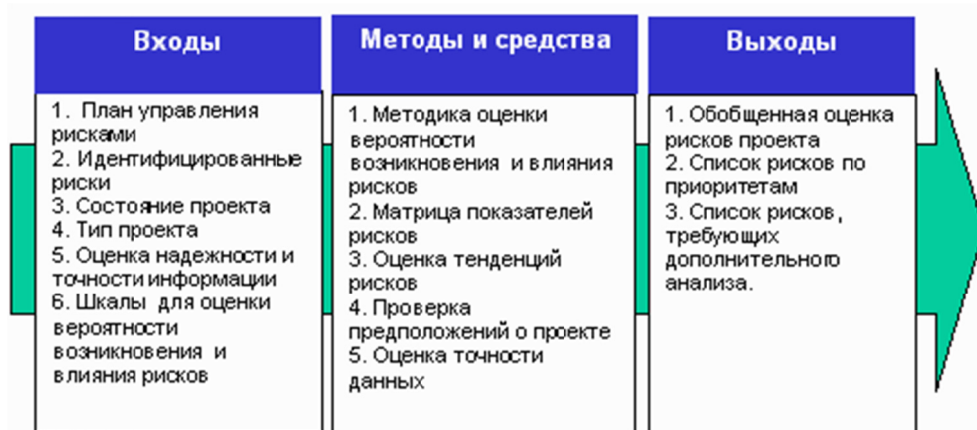 Входы
1. План управления
рисками
2. Идентифицированные
риски
3. Состояние проекта
4. Тип проекта
5. Оценка надежности и
точности информации
6. Шкалы для оценки
вероятности
возникновения и
влияния рисков
Методы и средства
1. Методика оценки
вероятности
возникновения и влияния
рисков
2. Матрица показателей
рисков
3. Оценка тенденций
рисков
4. Проверка
предположений о проекте
5. Оценка точности
данных
Выходы
1. Обобщенная оценка
рисков проекта
2. Список рисков по
приоритетам
3. Список рисков,
требующих
дополнительного
анализа.